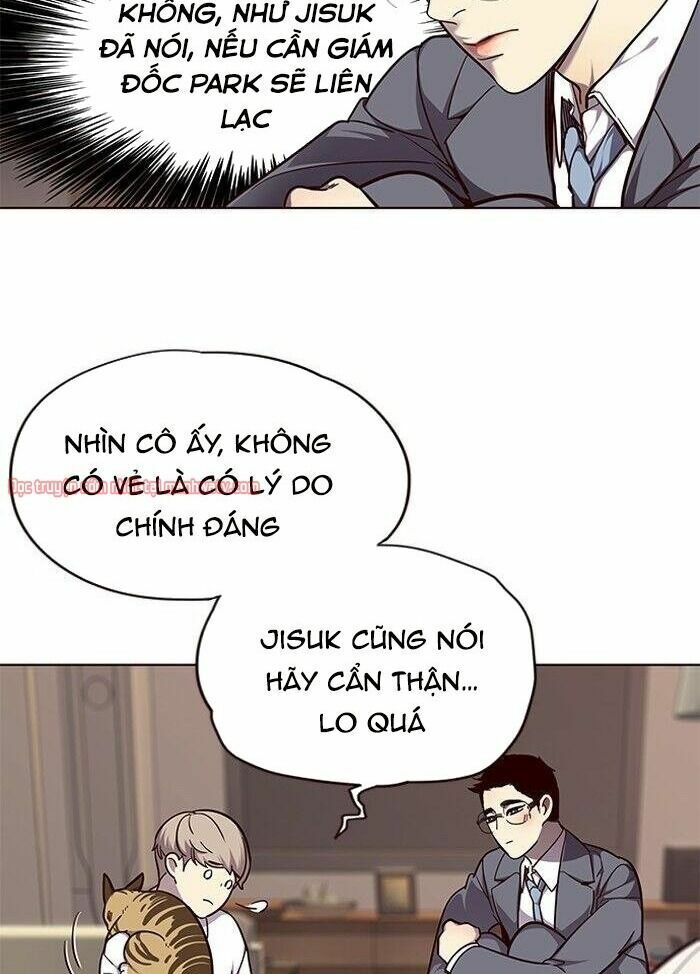 KHÔNG, NHƯ JISUK
ĐÃ NÓI, NẾU CẦN GIÁM
ĐỐC PARK SẼ LIÊN
LẠC
NHÌN CÔ ẤY, KHÔNG
CÓ VẺ LÀ CÓ LÝ DO
CHÍNH ĐÁNG
JISUK CŨNG NÓI
HÃY CẨN THẬN...
LO QUÁ